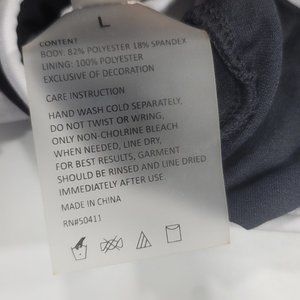 L
CONTENT
BODY: 82% POLYESTER 18% SPANDEX
LINING: 100% POLYESTER
EXCLUSIVE OF DECORATION
CARE INSTRUCTION
HAND WASH COLD SEPARATELY,
DO NOT TWIST OR WRING,
ONLY NON-CHOLRINE BLEACH
WHEN NEEDED, LINE DRY,
FOR BEST RESULTS, GARMENT
SHOULD BE RINSED AND LINE DRIED
IMMEDIATELY AFTER USE.
MADE IN CHINA
RN#50411